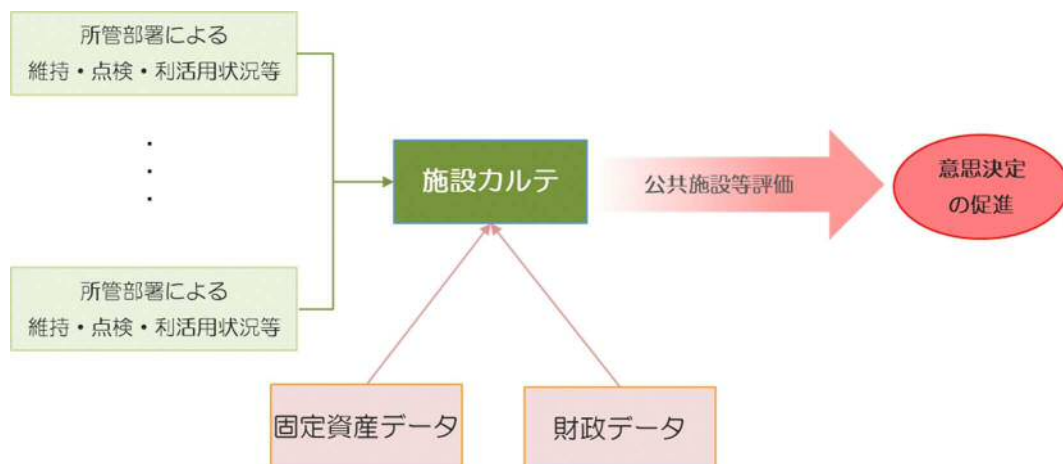 所管部署による
維持・点検・利活用状況等
・
・
・
所管部署による
維持・点検・利活用状況等
施設カルテ
公共施設等評価
意思決定
の促進
固定資産データ
財政データ